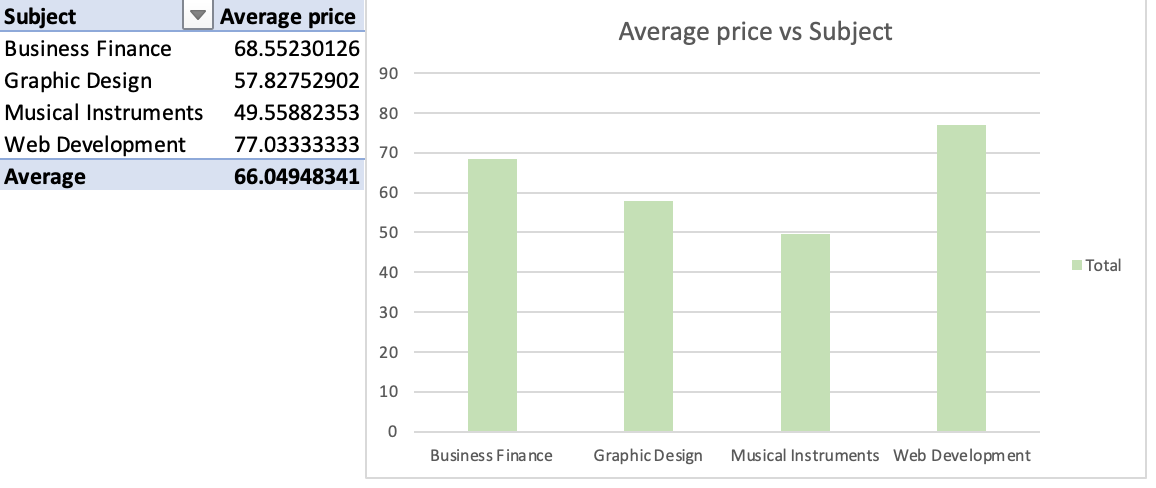 Subject Average price
Business Finance 68.55230126
Graphic Design 57.82752902
Musical Instruments 49.55882353
Web Development 77.03333333
Average 66.04948341
Average price vs Subject
90
80
70
60
50
40
30
20
10
0
Business Finance Graphic Design Musical Instruments Web Development
Total